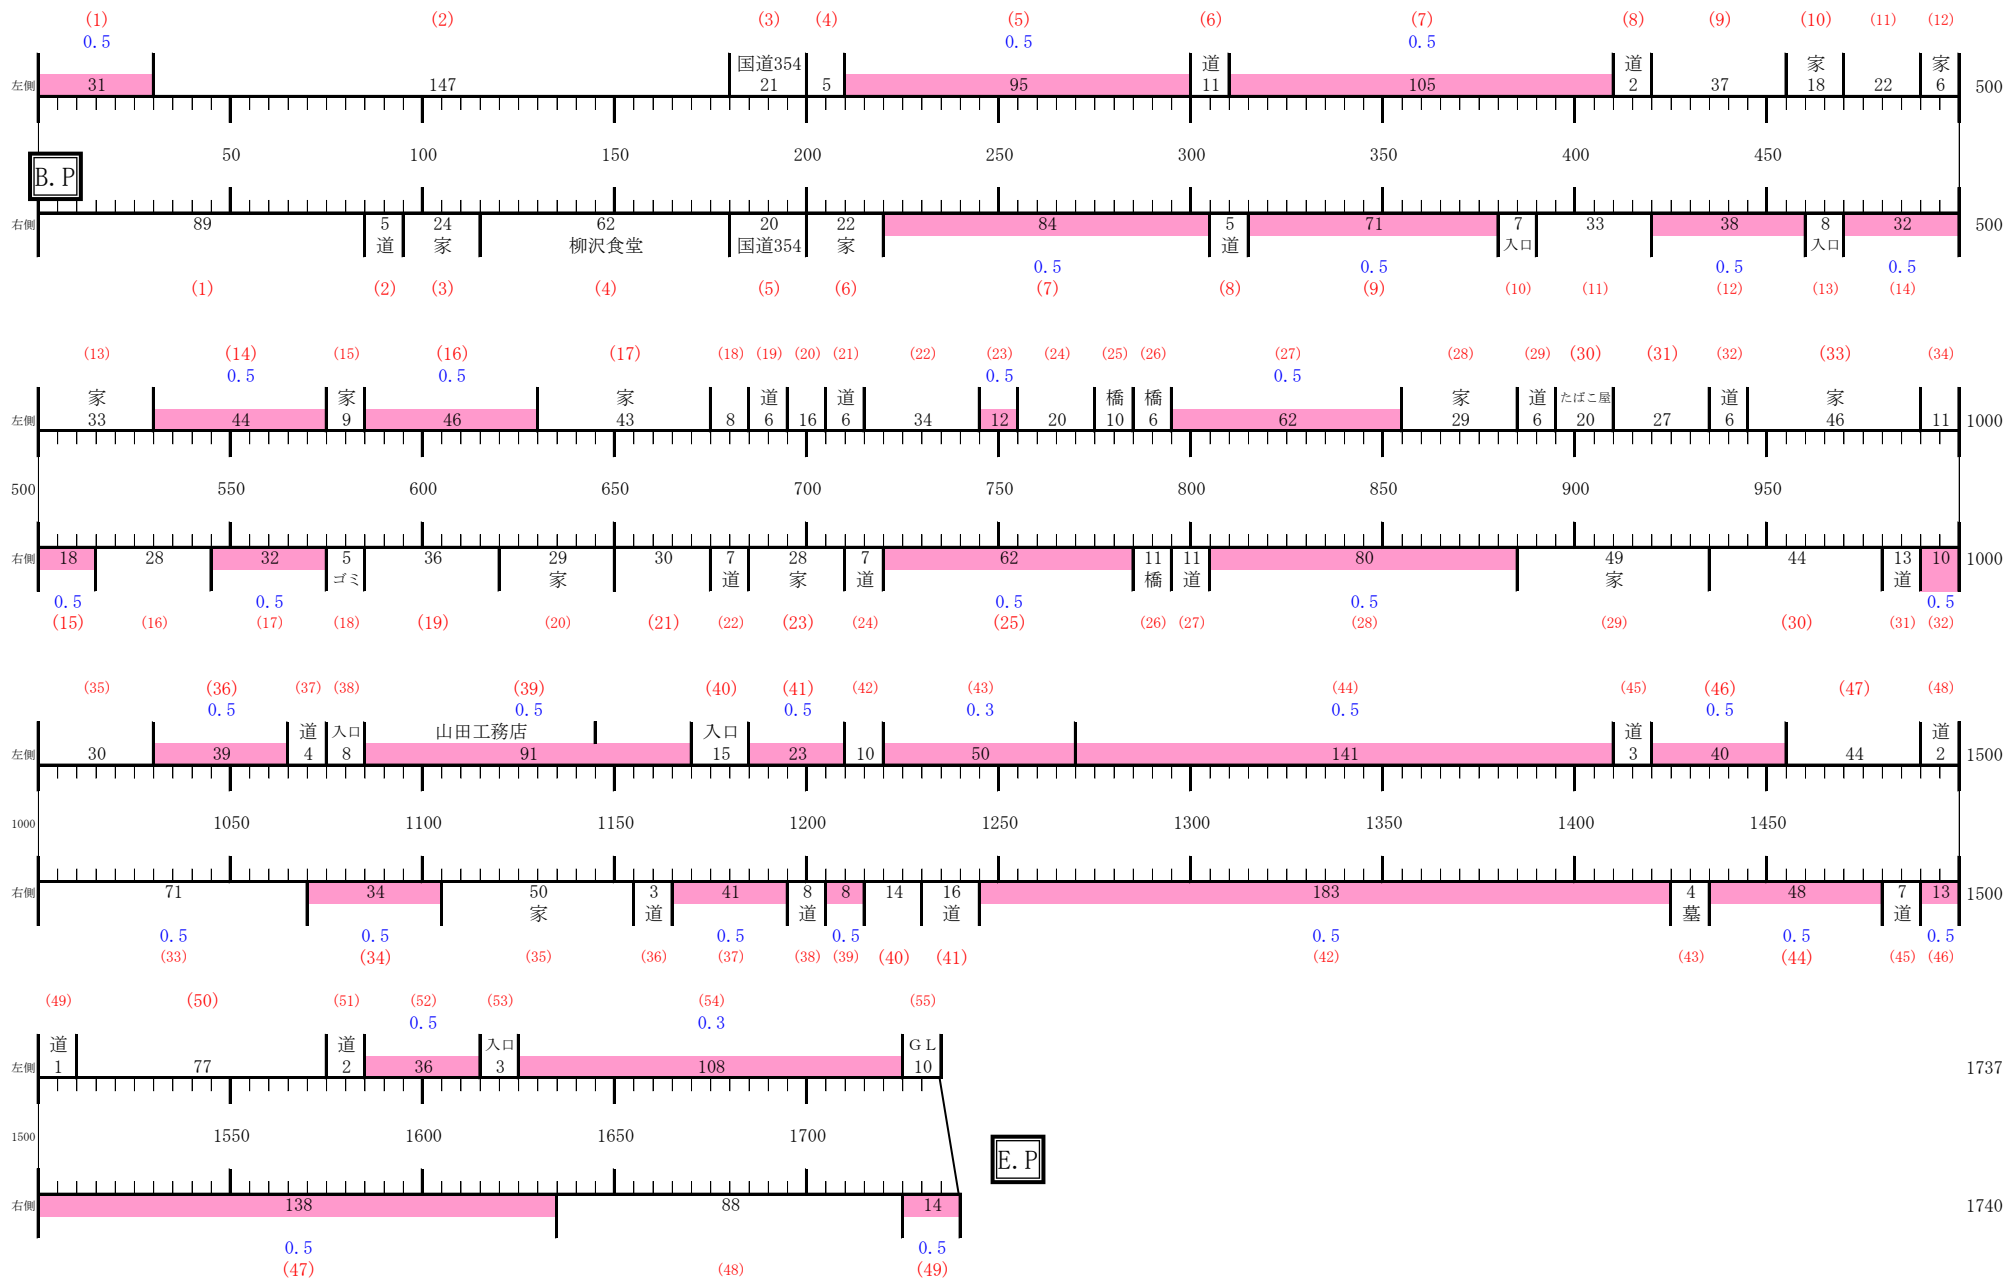 (1) (2) (3) (4) (5) (6) (7) (8) (9) (10) (11) (12)
0.5 0.5 0.5
国道354 道 道 家 家
左側 31 147 21 5 95 11 105 2 37 18 22 6 500
50 100 150 200 250 300 350 400 450
B.P
右側 89 5 24 62 20 22 84 5 71 7 33 38 8 32 500
道 家 柳沢食堂 国道354 家 道 入口 入口
0.5 0.5 0.5 0.5
(1) (2) (3) (4) (5) (6) (7) (8) (9) (10) (11) (12) (13) (14)
(13) (14) (15) (16) (17) (18) (19) (20) (21) (22) (23) (24) (25) (26) (27) (28) (29) (30) (31) (32) (33) (34)
0.5 0.5 0.5 0.5
家 家 家 道 道 橋 橋 家 道 たばこ屋 道 家
左側 33 44 9 46 43 8 6 16 6 34 12 20 10 6 62 29 6 20 27 6 46 11 1000
500 550 600 650 700 750 800 850 900 950
右側 18 28 32 5 36 29 30 7 28 7 62 11 11 80 49 44 13 10 1000
ゴミ 家 道 家 道 橋 道 家 道
0.5 0.5 0.5 0.5 0.5
(15) (16) (17) (18) (19) (20) (21) (22) (23) (24) (25) (26) (27) (28) (29) (30) (31) (32)
(35) (36) (37) (38) (39) (40) (41) (42) (43) (44) (45) (46) (47) (48)
0.5 0.5 0.5 0.3 0.5 0.5
道 入口 山田工務店 入口 道 道
左側 30 39 4 8 91 15 23 10 50 141 3 40 44 2 1500
1000 1050 1100 1150 1200 1250 1300 1350 1400 1450
右側 71 34 50 3 41 8 8 14 16 183 4 48 7 13 1500
家 道 道 道 墓 道
0.5 0.5 0.5 0.5 0.5 0.5 0.5
(33) (34) (35) (36) (37) (38) (39) (40) (41) (42) (43) (44) (45) (46)
(49) (50) (51) (52) (53) (54) (55)
0.5 0.3
道 道 入口 ＧＬ
左側 1 77 2 36 3 108 10 1737
1500 1550 1600 1650 1700
E.P
右側 138 88 14 1740
0.5 0.5
(47) (48) (49)